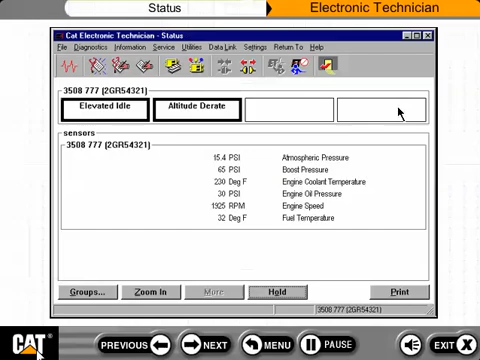 Status
Electronic Technician
Cat Electronic Technician - Status
File Diagnostics Information Service Utilities Data Link Settings Return To Help
3508 777 (2GR54321)
Elevated Idle Altitude Derate
sensors
3508 777 (2GR54321)
15.4 PSI Atmospheric Pressure
65 PSI Boost Pressure
230 Deg F Engine Coolant Temperature
30 PSI Engine Oil Pressure
1925 RPM Engine Speed
32 Deg F Fuel Temperature
Groups... Zoom In More Hold Print
3508 777 (2GR54321)
CAT PREVIOUS NEXT MENU PAUSE EXIT